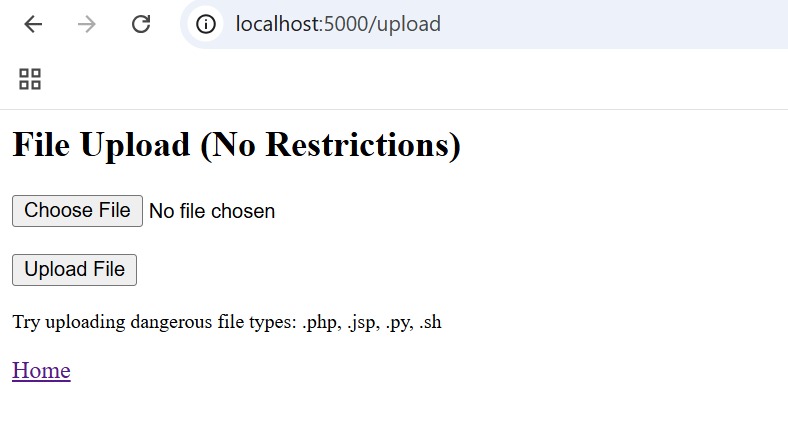 localhost:5000/upload
File Upload (No Restrictions)
Choose File No file chosen
Upload File
Try uploading dangerous file types: .php, .jsp, .py, .sh
Home